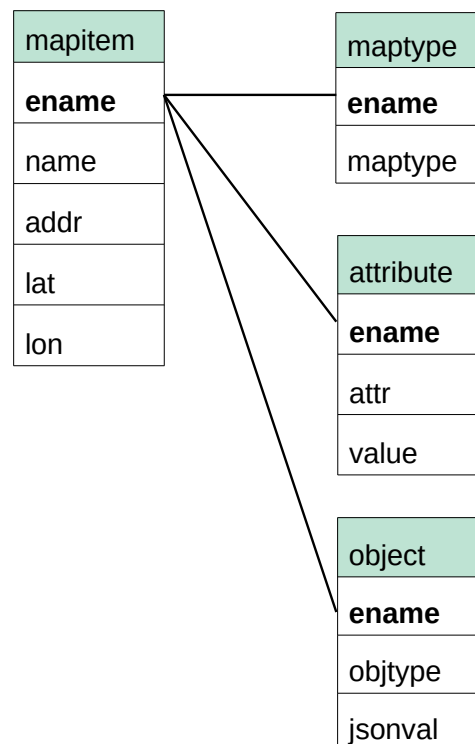 mapitem
ename
name
addr
lat
lon
maptype
ename
maptype
attribute
ename
attr
value
object
ename
objtype
jsonval